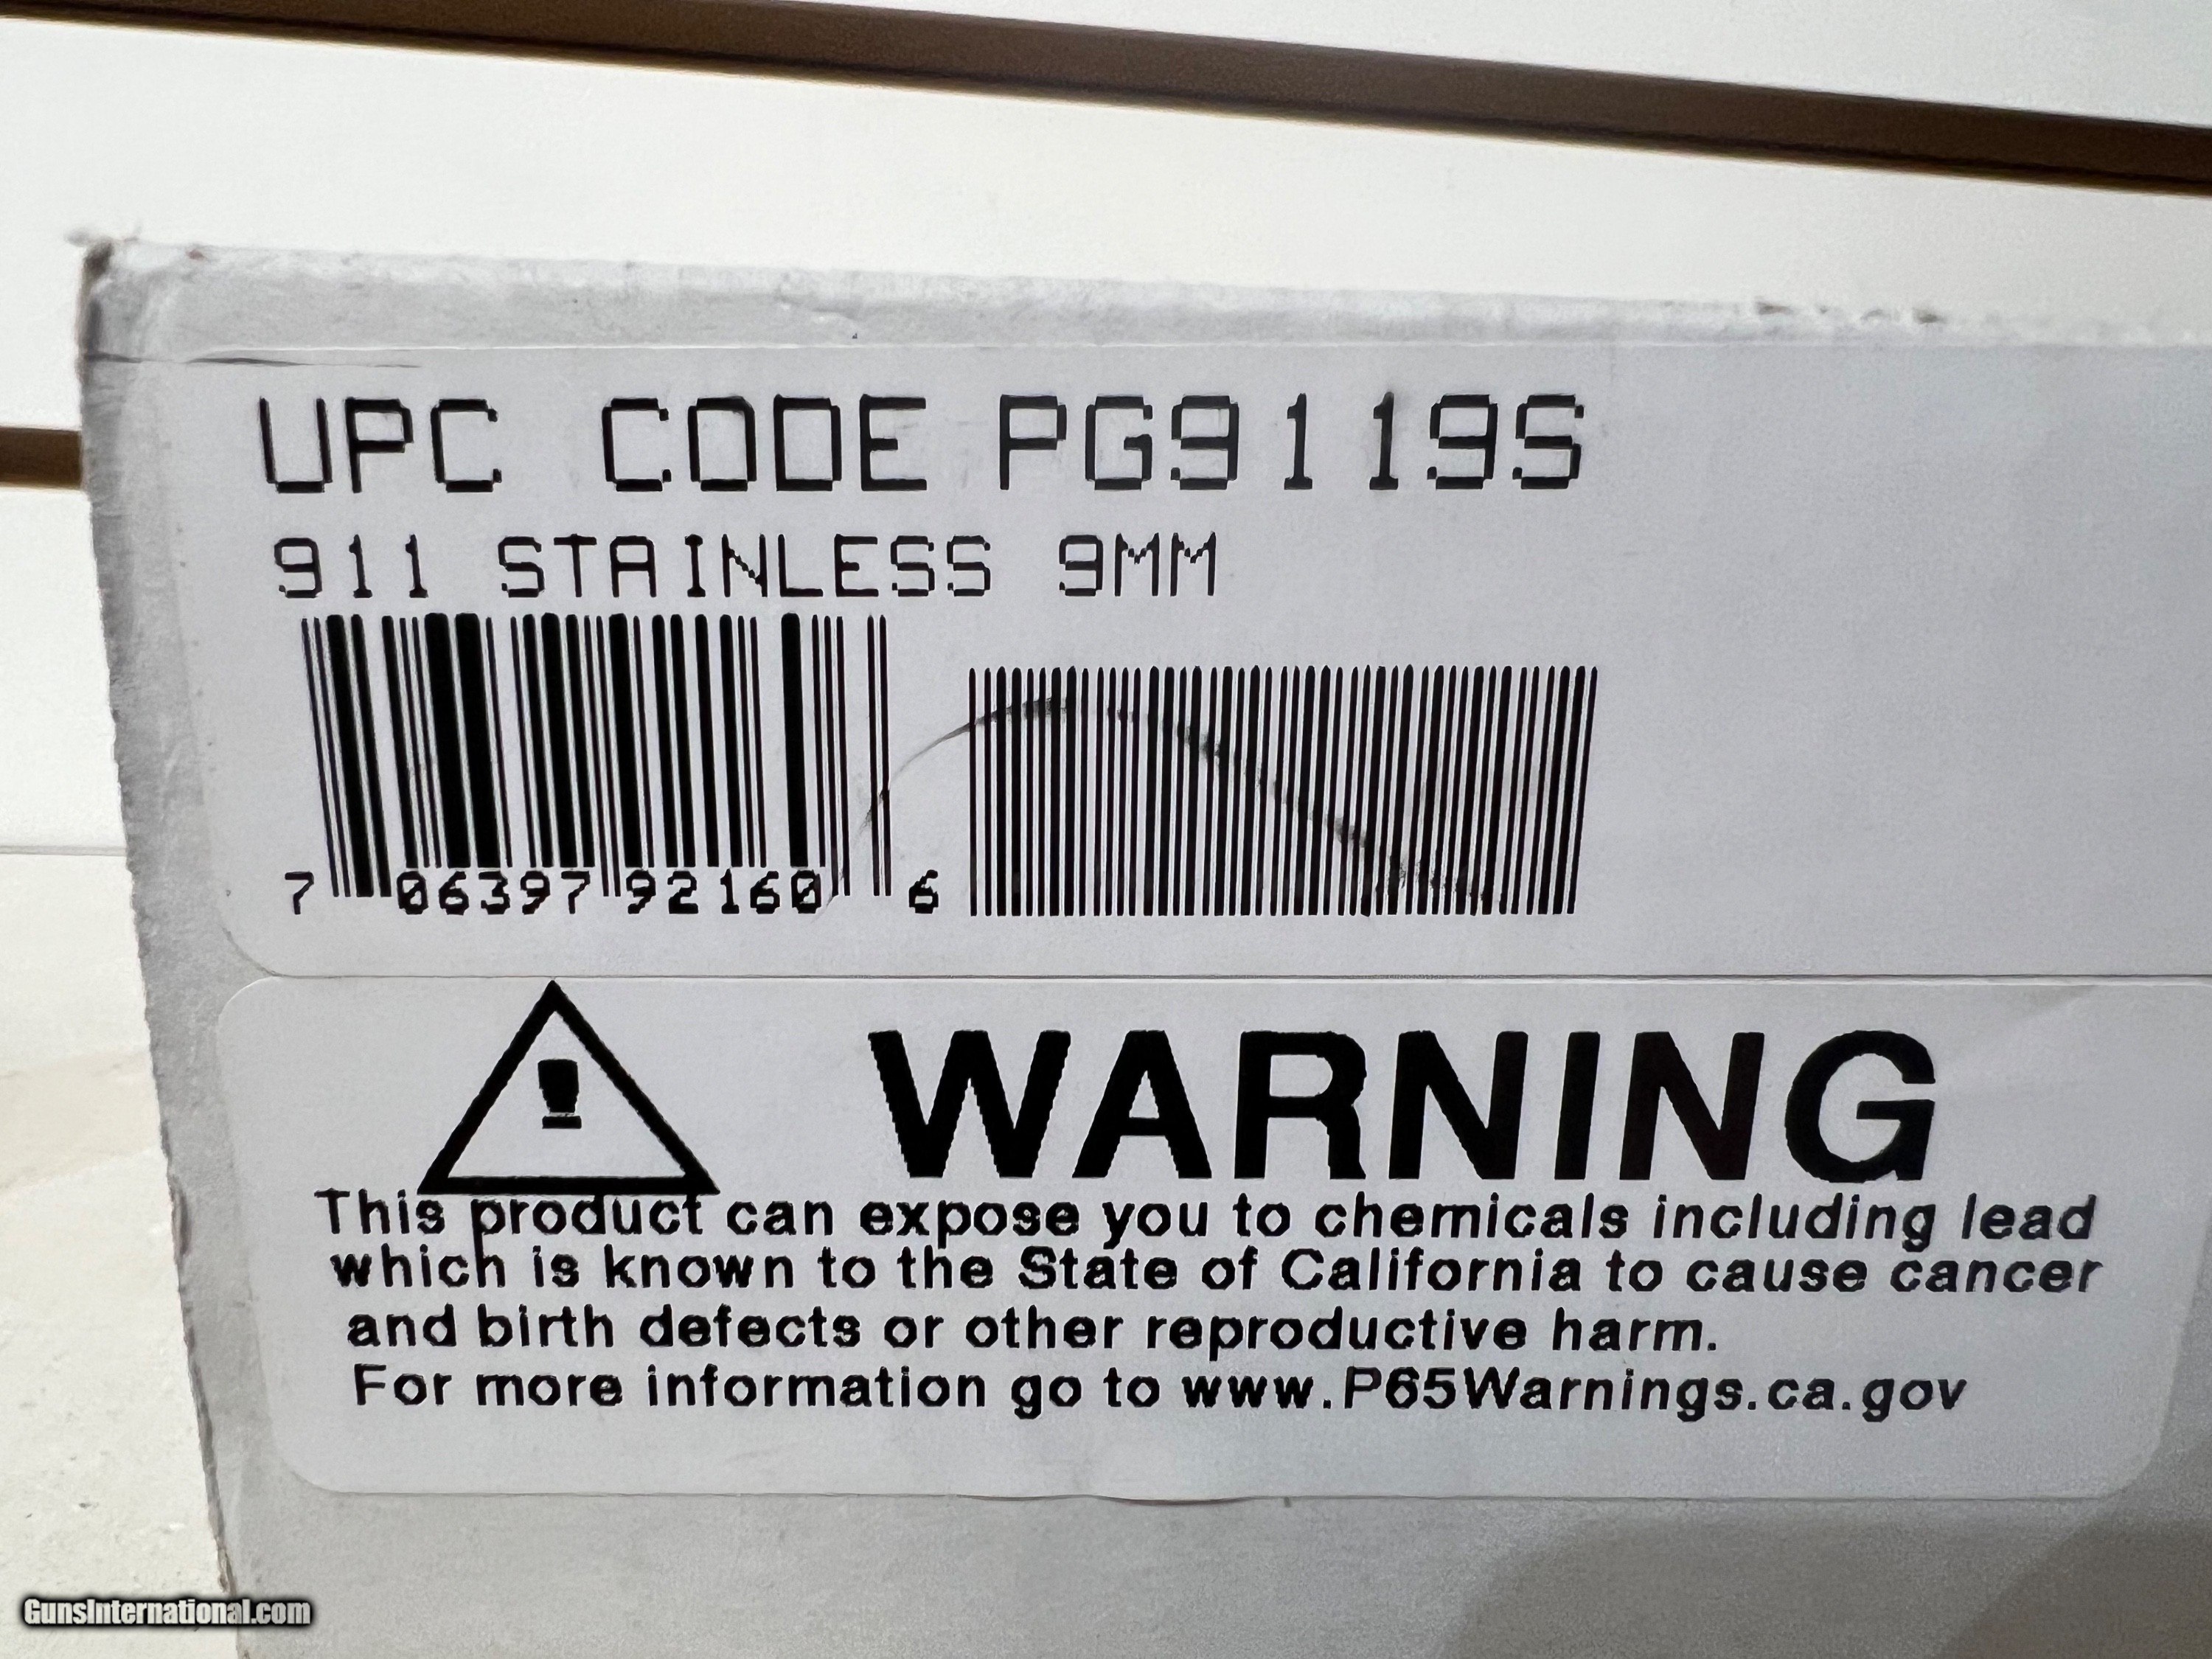 UPC CODE PG9119S
911 STAINLESS 9MM
7 06397 92160 6
WARNING
This product can expose you to chemicals including lead
which is known to the State of California to cause cancer
and birth defects or other reproductive harm.
For more information go to www.P65Warnings.ca.gov
GunsInternational.com